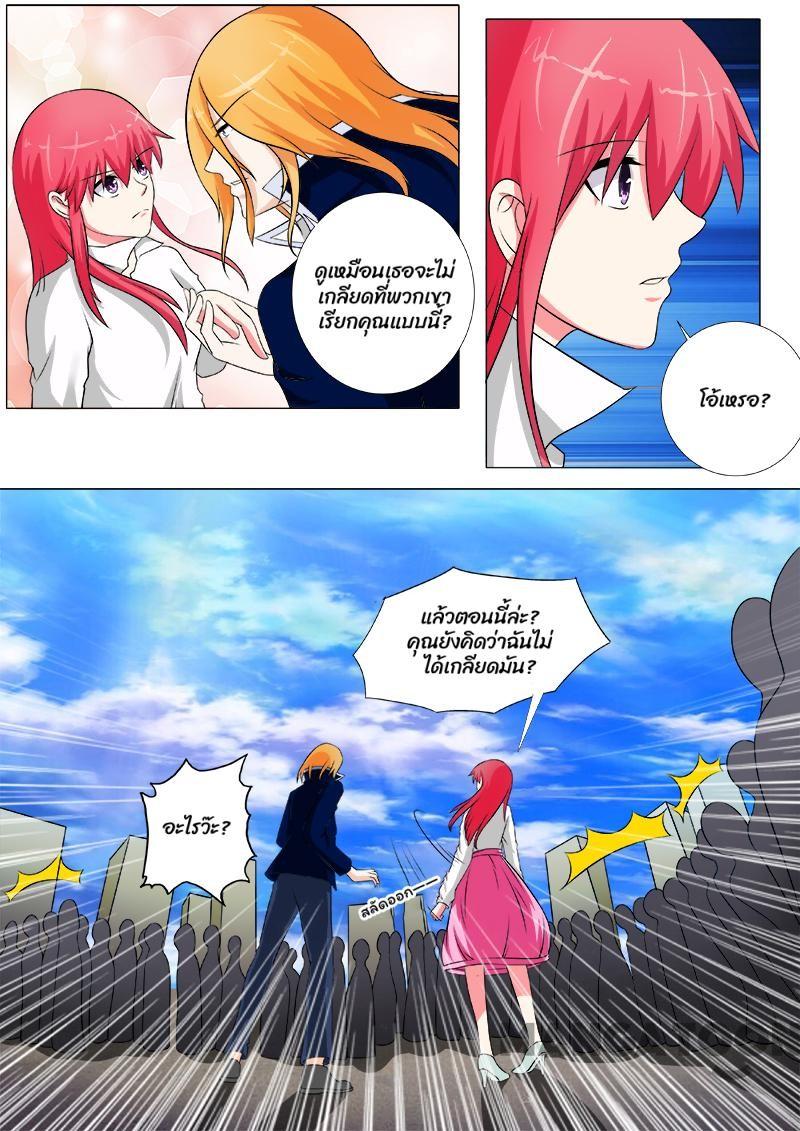 ดูเหมือนเธอจะไม่
เกลียดที่พวกเขา
เรียกคุณแบบนี้?
โอ้เหรอ?
แล้วตอนนี้ล่ะ?
คุณยังคิดว่าฉันไม่
ได้เกลียดมัน?
อะไรว๊ะ?
สลัดออก——